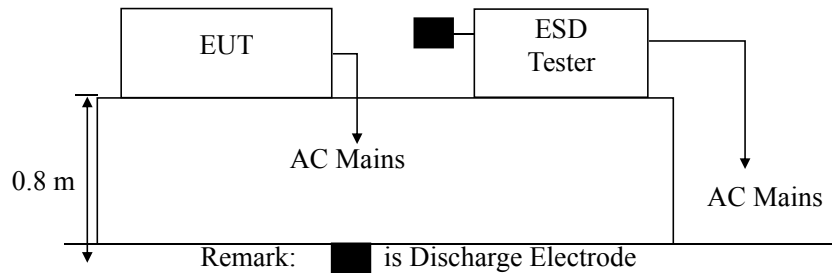 EUT
ESD
Tester
AC Mains
0.8 m
AC Mains
Remark: is Discharge Electrode